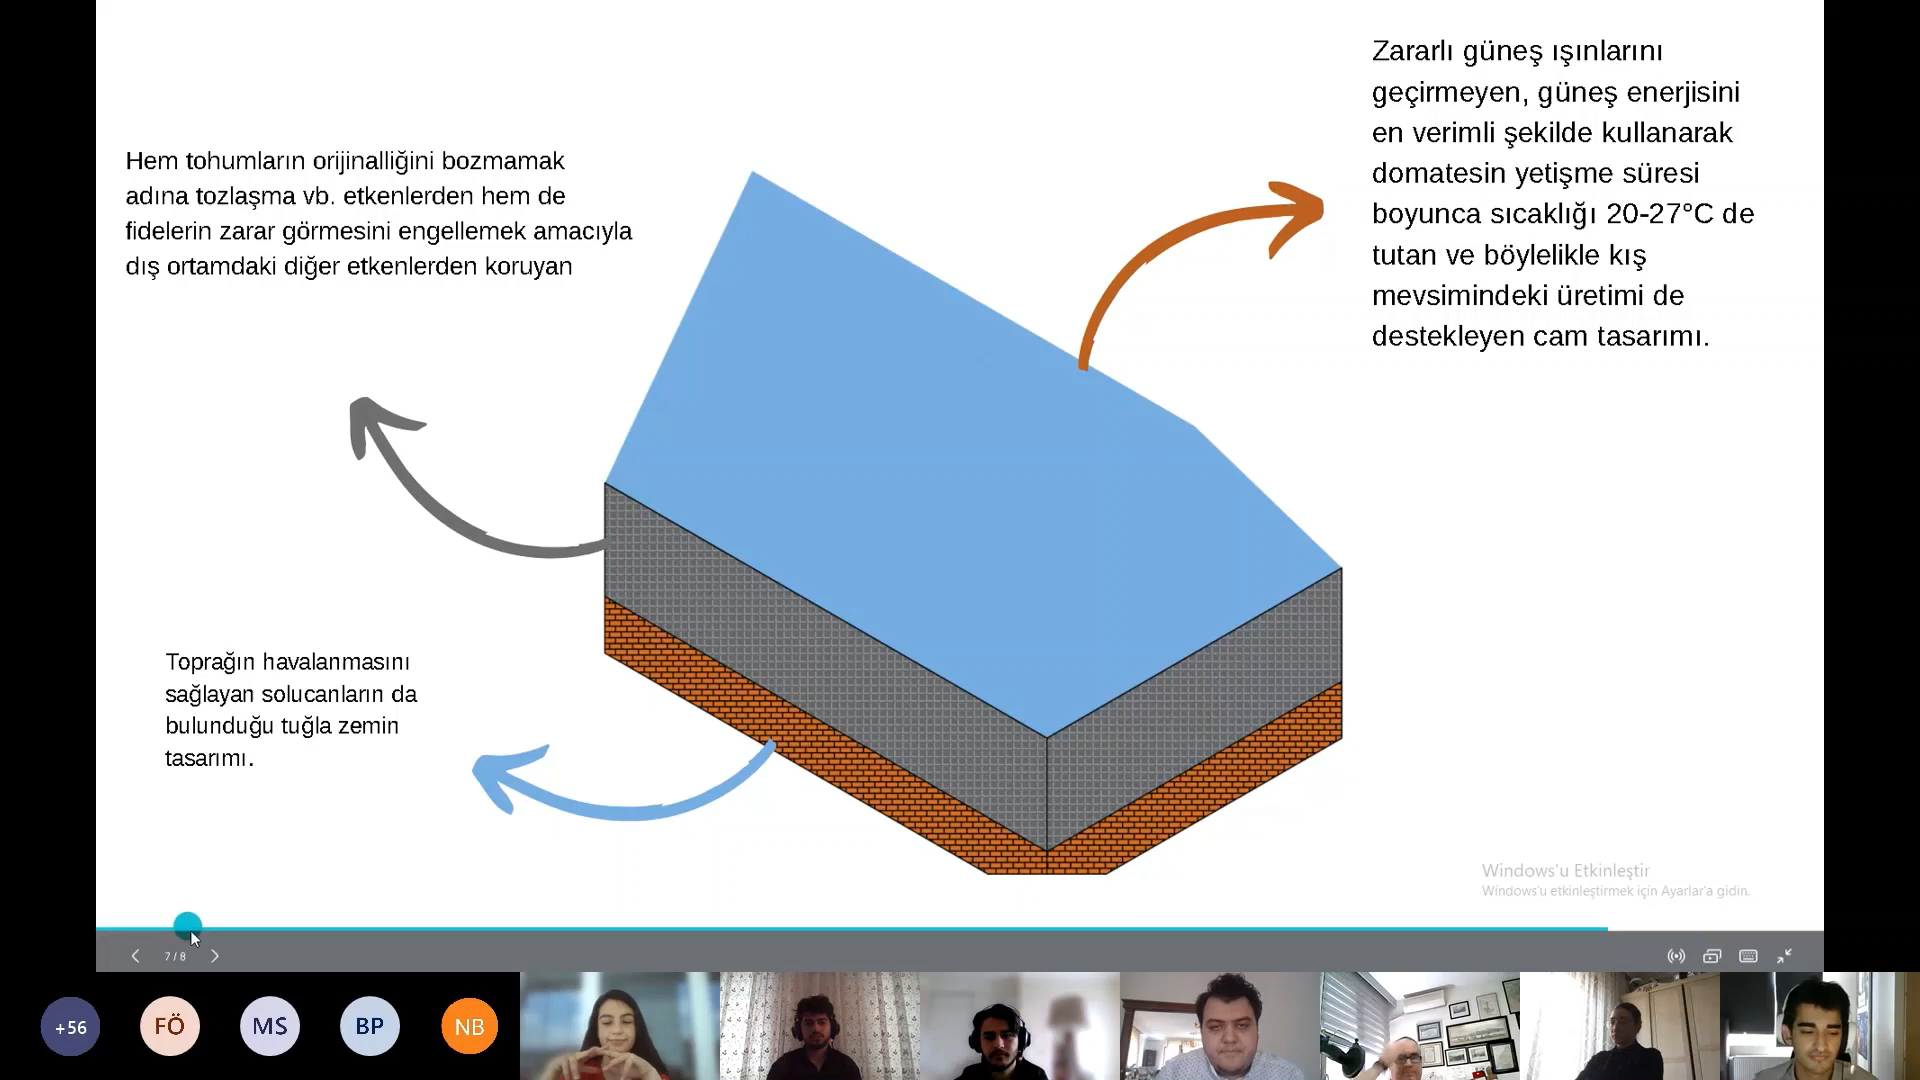 Zararlı güneş ışınlarını
geçirmeyen, güneş enerjisini
en verimli şekilde kullanarak
domatesin yetişme süresi
boyunca sıcaklığı 20-27°C de
tutan ve böylelikle kış
mevsimindeki üretimi de
destekleyen cam tasarımı.
Hem tohumların orijinalliğini bozmamak
adına tozlaşma vb. etkenlerden hem de
fidelerin zarar görmesini engellemek amacıyla
dış ortamdaki diğer etkenlerden koruyan
Toprağın havalanmasını
sağlayan solucanların da
bulunduğu tuğla zemin
tasarımı.
Windows'u Etkinleştir
Windows'u etkinleştirmek için Ayarlar'a gidin.
7 / 8
+56
FÖ
MS
BP
NB